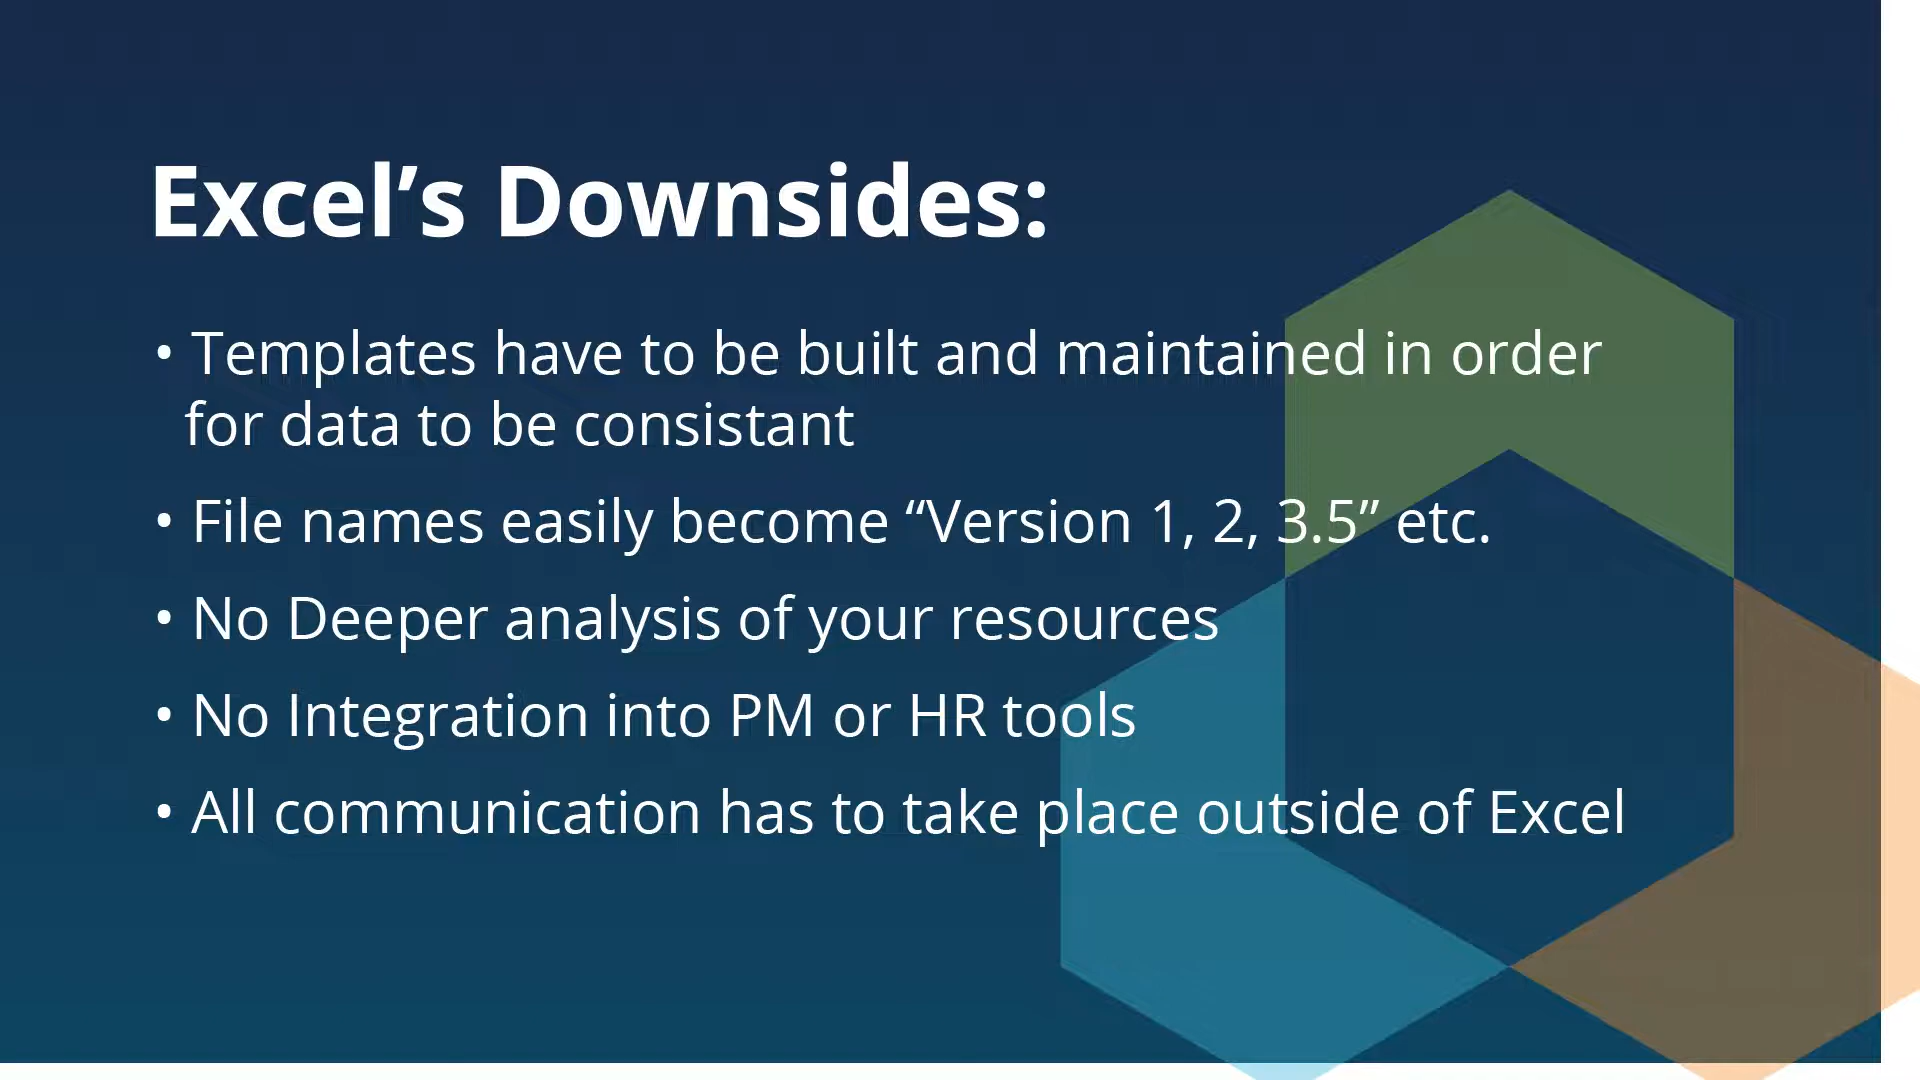 Excel’s Downsides:
• Templates have to be built and maintained in order
for data to be consistant
• File names easily become “Version 1, 2, 3.5” etc.
• No Deeper analysis of your resources
• No Integration into PM or HR tools
• All communication has to take place outside of Excel